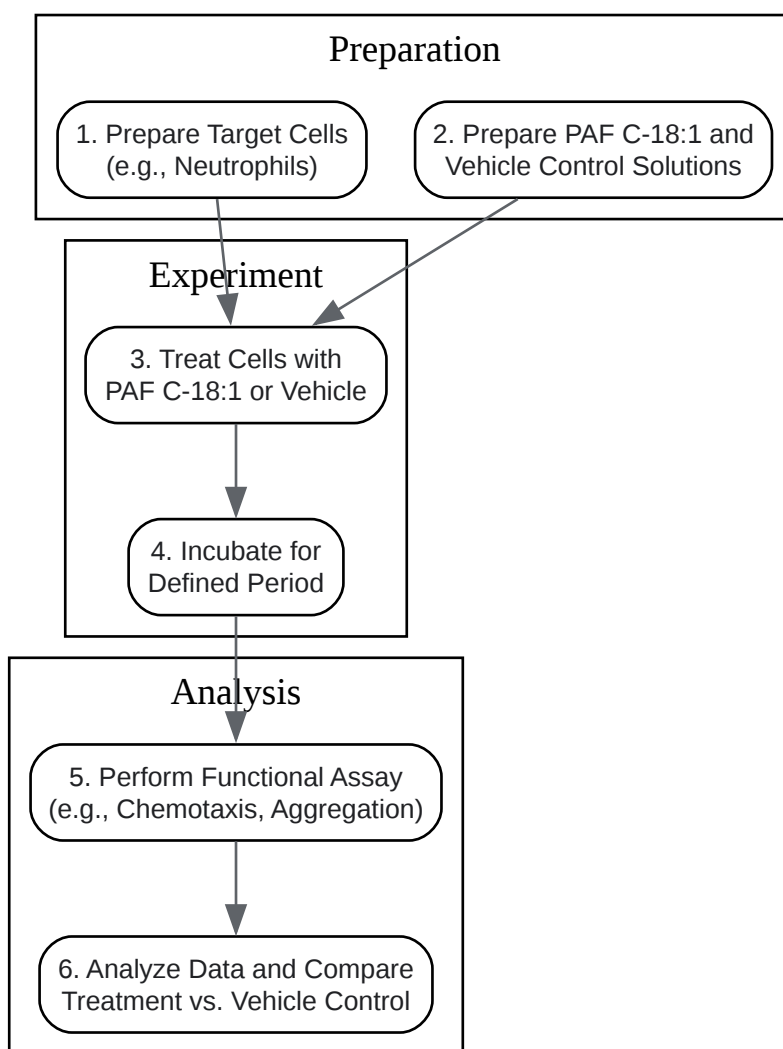 Preparation
1. Prepare Target Cells
(e.g., Neutrophils)
2. Prepare PAF C-18:1 and
Vehicle Control Solutions
Experiment
3. Treat Cells with
PAF C-18:1 or Vehicle
4. Incubate for
Defined Period
Analysis
5. Perform Functional Assay
(e.g., Chemotaxis, Aggregation)
6. Analyze Data and Compare
Treatment vs. Vehicle Control